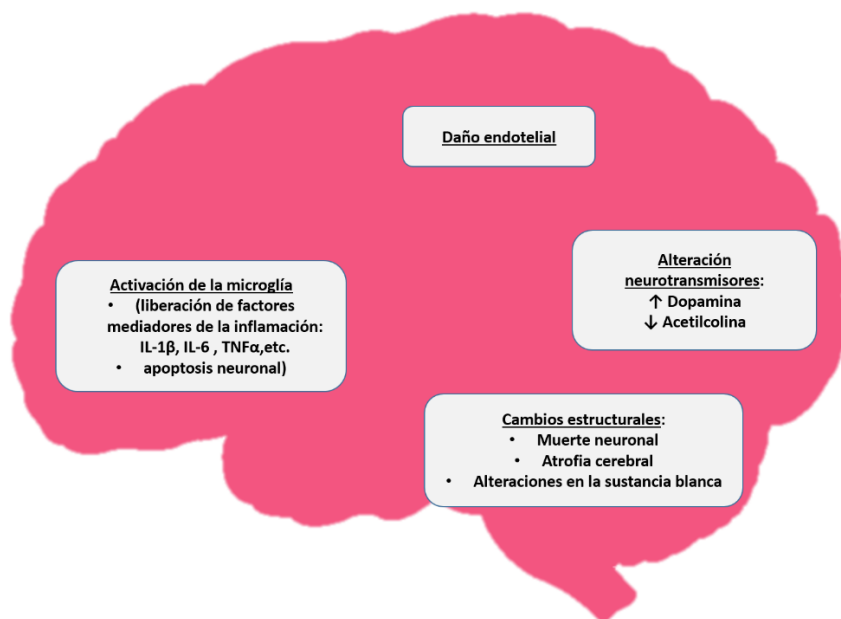 Daño endotelial
Alteración
neurotransmisores:
↑ Dopamina
↓ Acetilcolina
Activación de la microglía
• (liberación de factores
mediadores de la inflamación:
IL-1β, IL-6 , TNFα,etc.
• apoptosis neuronal)
Cambios estructurales:
• Muerte neuronal
• Atrofia cerebral
• Alteraciones en la sustancia blanca